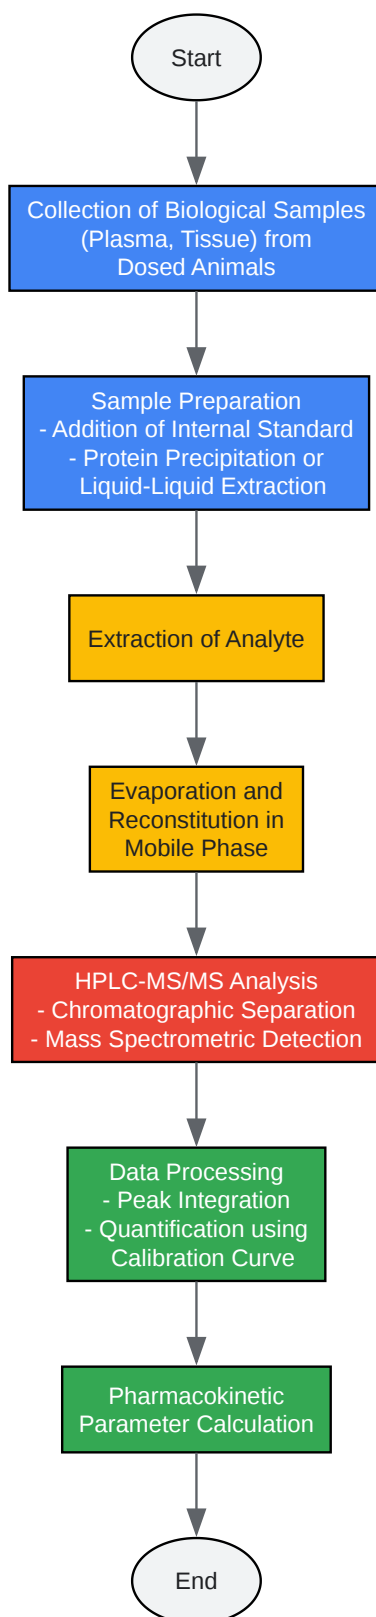 Start
Collection of Biological Samples
(Plasma, Tissue) from
Dosed Animals
Sample Preparation
- Addition of Internal Standard
- Protein Precipitation or
Liquid-Liquid Extraction
Extraction of Analyte
Evaporation and
Reconstitution in
Mobile Phase
HPLC-MS/MS Analysis
- Chromatographic Separation
- Mass Spectrometric Detection
Data Processing
- Peak Integration
- Quantification using
Calibration Curve
Pharmacokinetic
Parameter Calculation
End